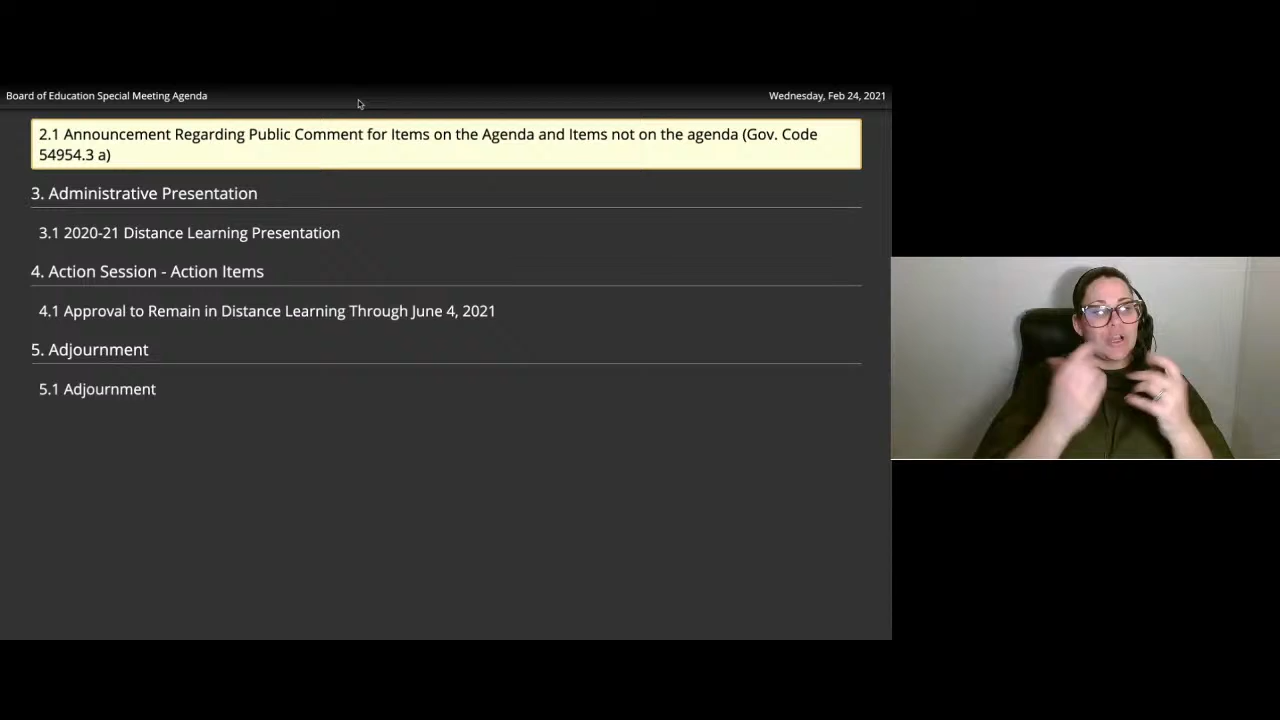 Board of Education Special Meeting Agenda
Wednesday, Feb 24, 2021
2.1 Announcement Regarding Public Comment for Items on the Agenda and Items not on the agenda (Gov. Code
54954.3 a)
3. Administrative Presentation
3.1 2020-21 Distance Learning Presentation
4. Action Session - Action Items
4.1 Approval to Remain in Distance Learning Through June 4, 2021
5. Adjournment
5.1 Adjournment